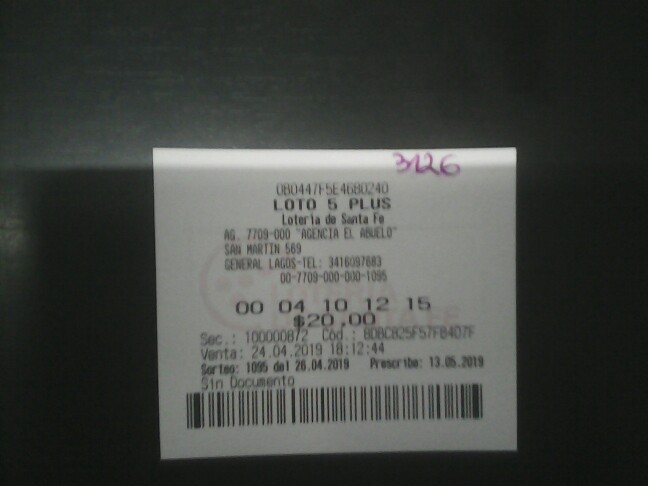 3126
0B0447F5E46B0240
LOTO 5 PLUS
Loteria de Santa Fe
AG. 7709-000 "AGENCIA EL ABUELO"
SAN MARTIN 569
GENERAL LAGOS-TEL: 3416097683
00-7709-000-000-1095
00 04 10 12 15
$20.00
Sec.: 100000872 Cod.: BDBC825F57FB4D7F
Venta: 24.04.2019 18:12:44
Sorteo: 1095 del 26.04.2019 Prescribe: 13.05.2019
Sin Documento